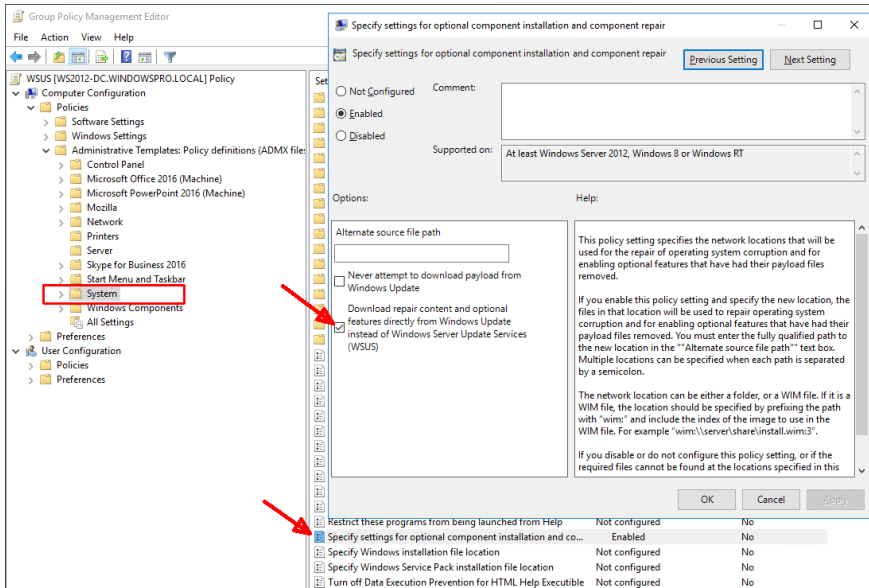 Group Policy Management Editor
File Action View Help
WSUS [WS2012-DC.WINDOWSPRO.LOCAL] Policy
Computer Configuration
Policies
Software Settings
Windows Settings
Administrative Templates: Policy definitions (ADMX files
Control Panel
Microsoft Office 2016 (Machine)
Microsoft PowerPoint 2016 (Machine)
Mozilla
Network
Printers
Server
Skype for Business 2016
Start Menu and Taskbar
System
Windows Components
All Settings
Preferences
User Configuration
Policies
Preferences
Set
Specify settings for optional component installation and component repair
Specify settings for optional component installation and component repair
Previous Setting
Next Setting
Not Configured
Enabled
Disabled
Comment:
Supported on:
At least Windows Server 2012, Windows 8 or Windows RT
Options:
Help:
Alternate source file path
Never attempt to download payload from
Windows Update
Download repair content and optional
features directly from Windows Update
instead of Windows Server Update Services
(WSUS)
This policy setting specifies the network locations that will be
used for the repair of operating system corruption and for
enabling optional features that have had their payload files
removed.
If you enable this policy setting and specify the new location, the
files in that location will be used to repair operating system
corruption and for enabling optional features that have had their
payload files removed. You must enter the fully qualified path to
the new location in the ""Alternate source file path"" text box.
Multiple locations can be specified when each path is separated
by a semicolon.
The network location can be either a folder, or a WIM file. If it is a
WIM file, the location should be specified by prefixing the path
with "wim:" and include the index of the image to use in the
WIM file. For example "wim:\\server\share\install.wim:3".
If you disable or do not configure this policy setting, or if the
required files cannot be found at the locations specified in this
OK
Cancel
Apply
Restrict these programs from being launched from Help Not configured No
Specify settings for optional component installation and co... Enabled No
Specify Windows installation file location Not configured No
Specify Windows Service Pack installation file location Not configured No
Turn off Data Execution Prevention for HTML Help Executible Not configured No